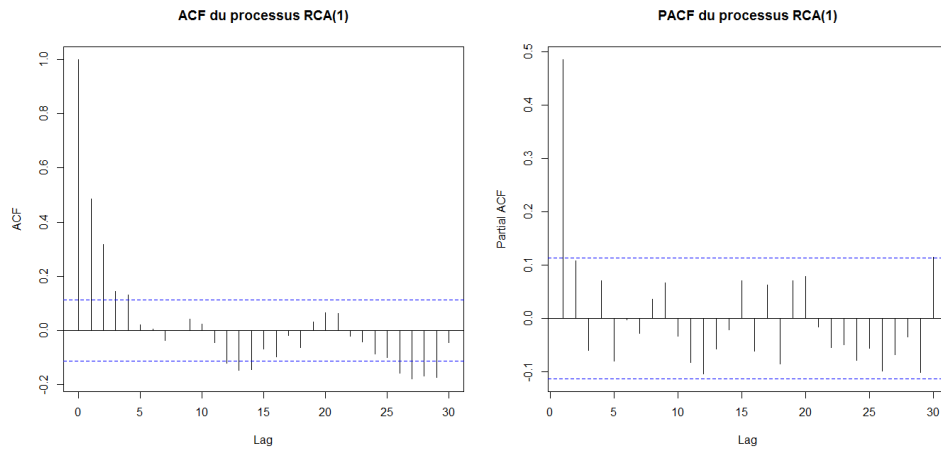 ACF du processus RCA(1)
ACF
1.0
0.8
0.6
0.4
0.2
0.0
-0.2
0 5 10 15 20 25 30
Lag
PACF du processus RCA(1)
Partial ACF
0.5
0.4
0.3
0.2
0.1
0.0
-0.1
0 5 10 15 20 25 30
Lag